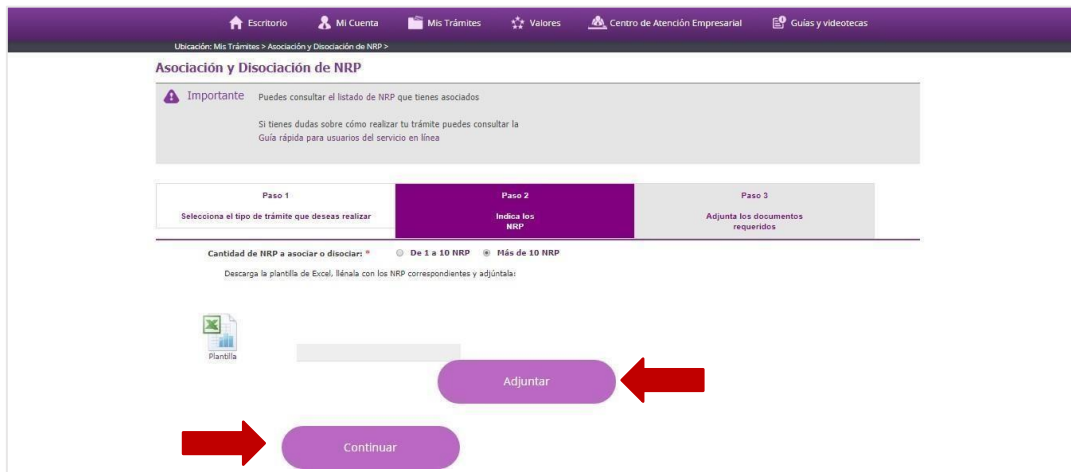 Escritorio Mi Cuenta Mis Trámites Valores Centro de Atención Empresarial Guías y videotecas
Ubicación: Mis Trámites > Asociación y Disociación de NRP >
Asociación y Disociación de NRP
Importante Puedes consultar el listado de NRP que tienes asociados
Si tienes dudas sobre cómo realizar tu trámite puedes consultar la
Guía rápida para usuarios del servicio en línea
Paso 1
Selecciona el tipo de trámite que deseas realizar
Paso 2
Indica los
NRP
Paso 3
Adjunta los documentos
requeridos
Cantidad de NRP a asociar o disociar: * De 1 a 10 NRP Más de 10 NRP
Descarga la plantilla de Excel, llénala con los NRP correspondientes y adjúntala:
Plantilla
Adjuntar
Continuar